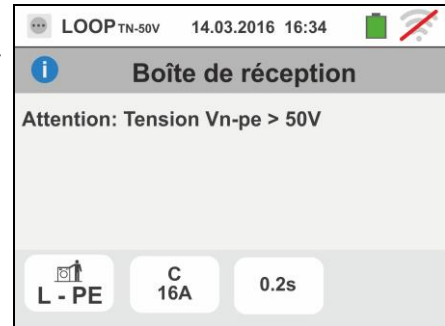 LOOP TN-50V 14.03.2016 16:34
i Boîte de réception
Attention: Tension Vn-pe > 50V
L - PE
C
16A
0.2s